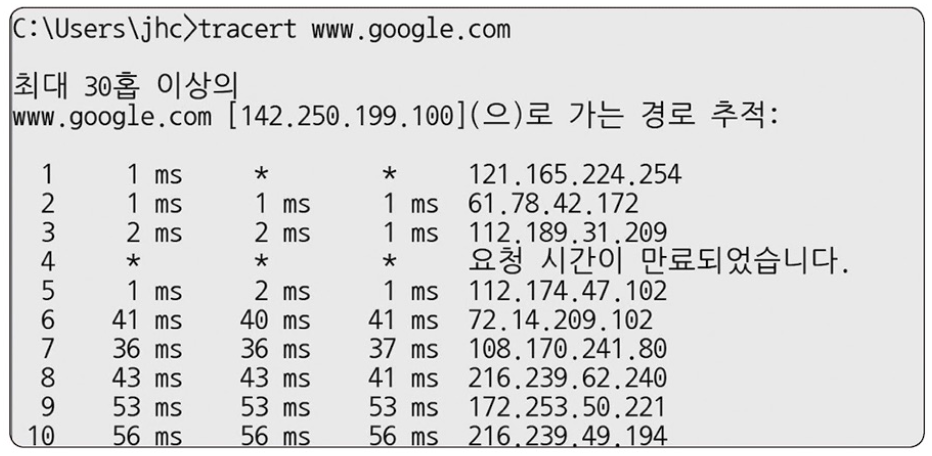 C:\Users\jhc>tracert www.google.com
최대 30홉 이상의
www.google.com [142.250.199.100](으)로 가는 경로 추적:
1 1 ms * * 121.165.224.254
2 1 ms 1 ms 1 ms 61.78.42.172
3 2 ms 2 ms 1 ms 112.189.31.209
4 * * * 요청 시간이 만료되었습니다.
5 1 ms 2 ms 1 ms 112.174.47.102
6 41 ms 40 ms 41 ms 72.14.209.102
7 36 ms 36 ms 37 ms 108.170.241.80
8 43 ms 43 ms 41 ms 216.239.62.240
9 53 ms 53 ms 53 ms 172.253.50.221
10 56 ms 56 ms 56 ms 216.239.49.194